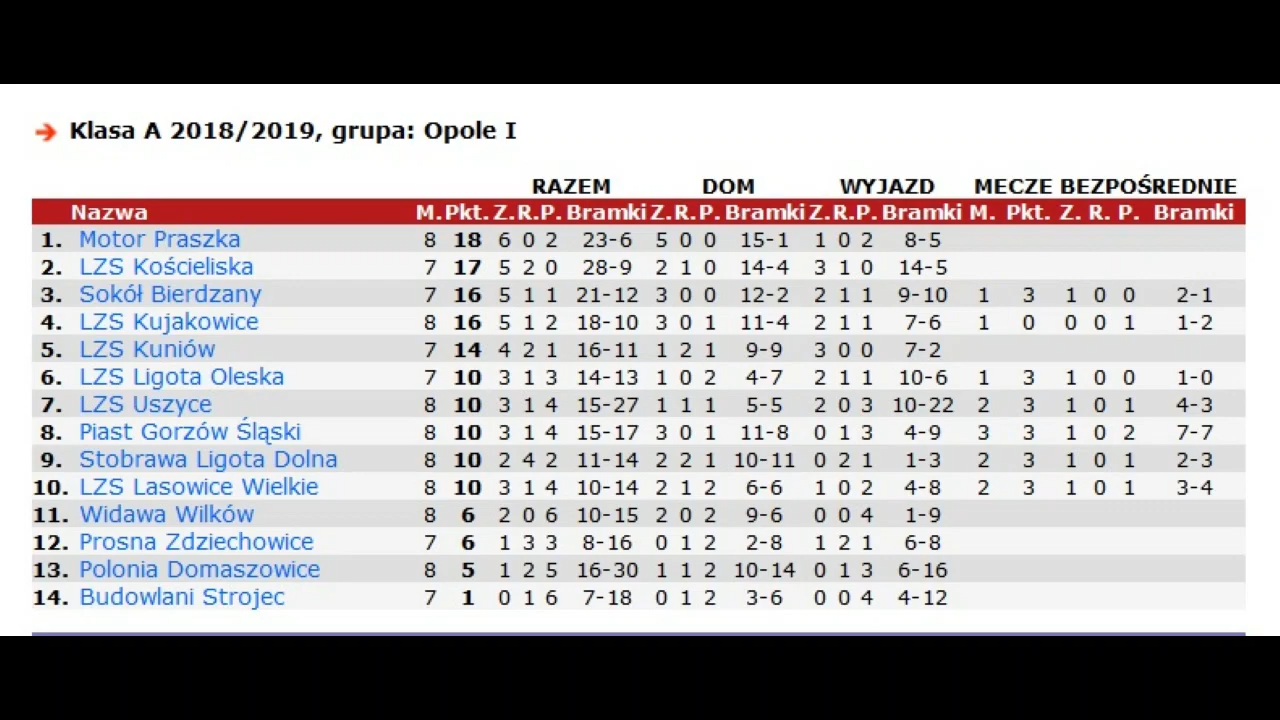 Klasa A 2018/2019, grupa: Opole I
RAZEM DOM WYJAZD MECZE BEZPOŚREDNIE
Nazwa M. Pkt. Z. R. P. Bramki Z. R. P. Bramki Z. R. P. Bramki M. Pkt. Z. R. P. Bramki
1. Motor Praszka 8 18 6 0 2 23-6 5 0 0 15-1 1 0 2 8-5
2. LZS Kościeliska 7 17 5 2 0 28-9 2 1 0 14-4 3 1 0 14-5
3. Sokół Bierdzany 7 16 5 1 1 21-12 3 0 0 12-2 2 1 1 9-10 1 3 1 0 0 2-1
4. LZS Kujakowice 8 16 5 1 2 18-10 3 0 1 11-4 2 1 1 7-6 1 0 0 0 1 1-2
5. LZS Kuniów 7 14 4 2 1 16-11 1 2 1 9-9 3 0 0 7-2
6. LZS Ligota Oleska 7 10 3 1 3 14-13 1 0 2 4-7 2 1 1 10-6 1 3 1 0 0 1-0
7. LZS Uszyce 8 10 3 1 4 15-27 1 1 1 5-5 2 0 3 10-22 2 3 1 0 1 4-3
8. Piast Gorzów Śląski 8 10 3 1 4 15-17 3 0 1 11-8 0 1 3 4-9 3 3 1 0 2 7-7
9. Stobrawa Ligota Dolna 8 10 2 4 2 11-14 2 2 1 10-11 0 2 1 1-3 2 3 1 0 1 2-3
10. LZS Lasowice Wielkie 8 10 3 1 4 10-14 2 1 2 6-6 1 0 2 4-8 2 3 1 0 1 3-4
11. Widawa Wilków 8 6 2 0 6 10-15 2 0 2 9-6 0 0 4 1-9
12. Prosna Zdziechowice 7 6 1 3 3 8-16 0 1 2 2-8 1 2 1 6-8
13. Polonia Domaszowice 8 5 1 2 5 16-30 1 1 2 10-14 0 1 3 6-16
14. Budowlani Strojec 7 1 0 1 6 7-18 0 1 2 3-6 0 0 4 4-12